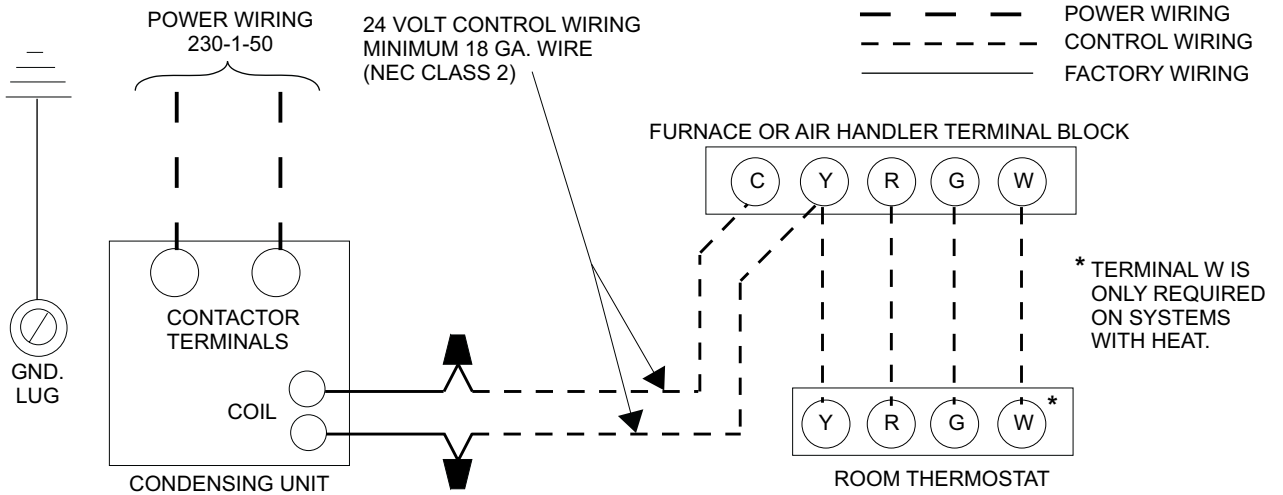 POWER WIRING
230-1-50
24 VOLT CONTROL WIRING
MINIMUM 18 GA. WIRE
(NEC CLASS 2)
POWER WIRING
CONTROL WIRING
FACTORY WIRING
FURNACE OR AIR HANDLER TERMINAL BLOCK
C Y R G W
* TERMINAL W IS
ONLY REQUIRED
ON SYSTEMS
WITH HEAT.
CONTACTOR
TERMINALS
GND.
LUG
COIL
Y R G W *
CONDENSING UNIT
ROOM THERMOSTAT